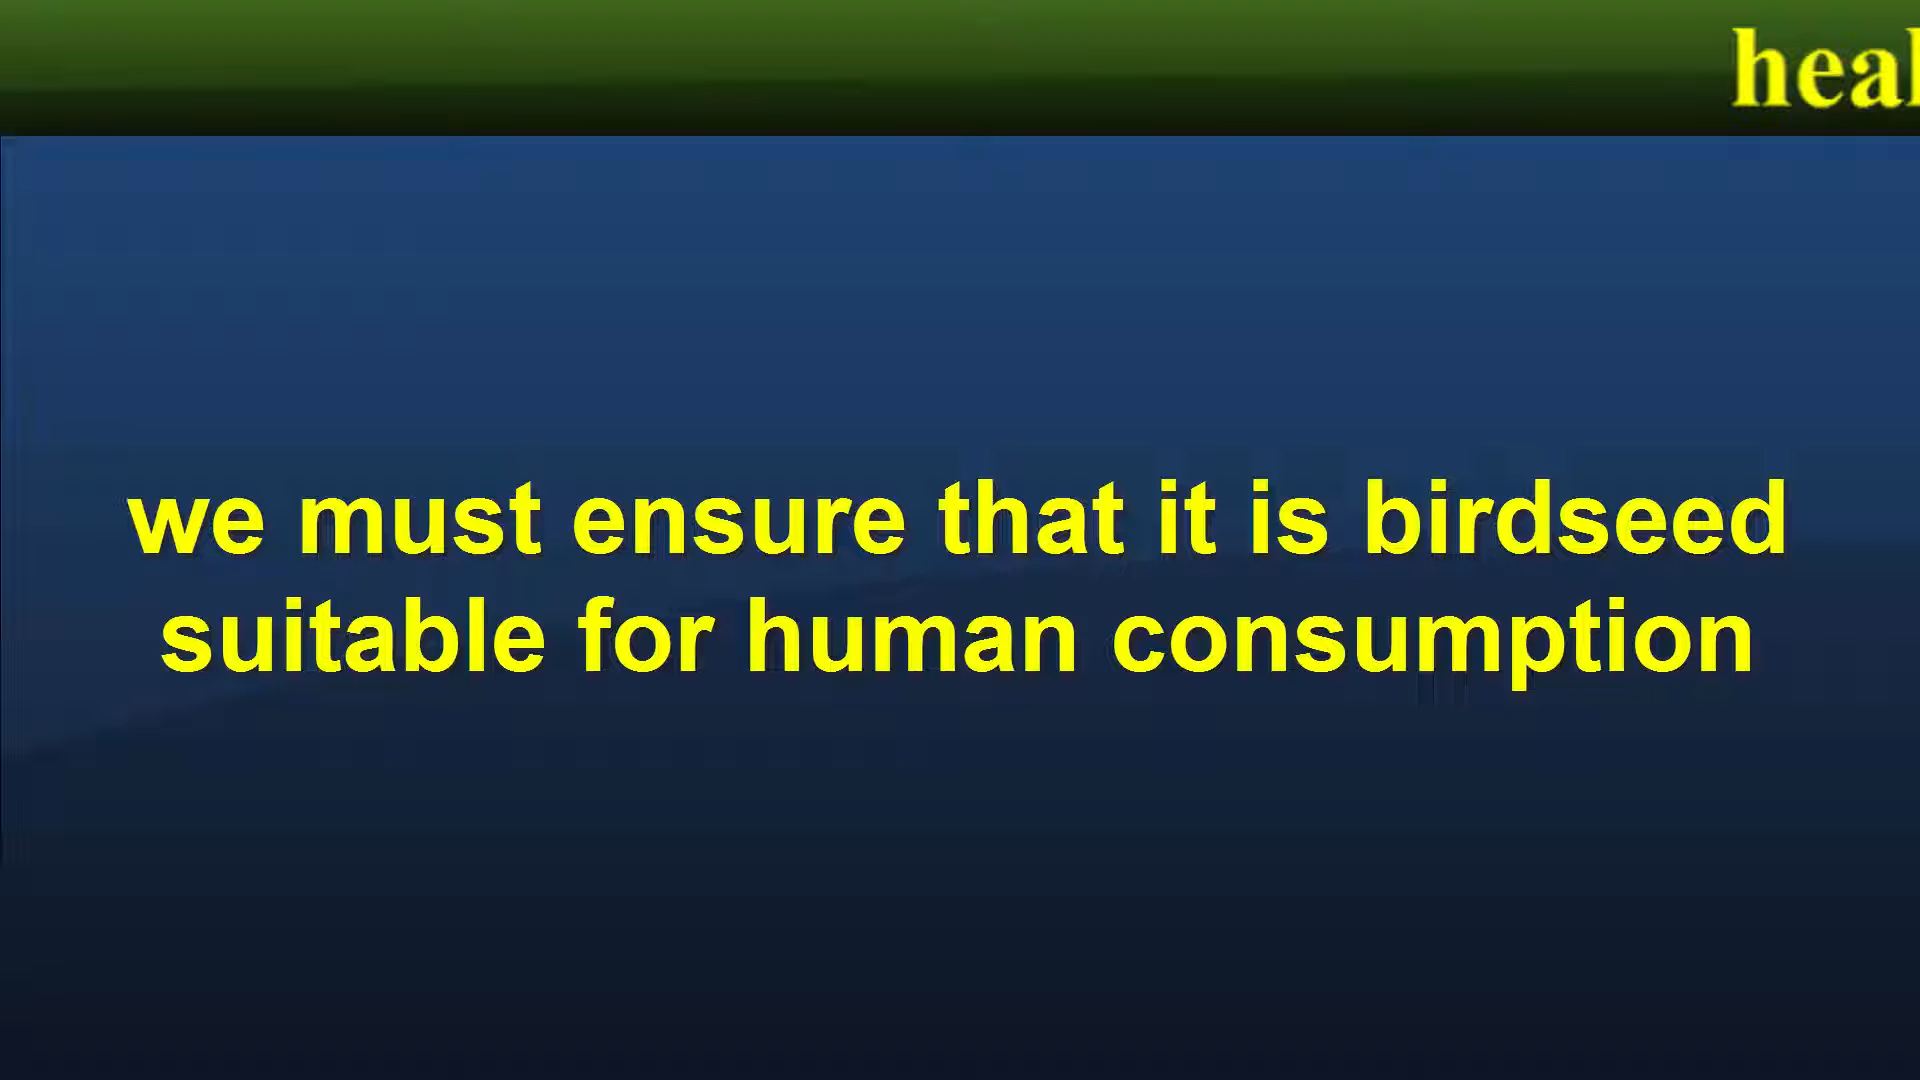 heal
we must ensure that it is birdseed
suitable for human consumption